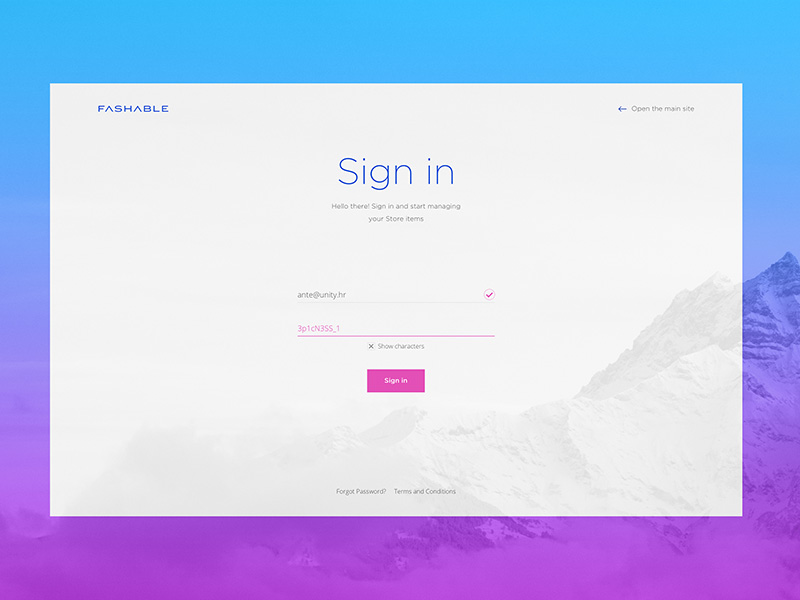 FASHABLE
Open the main site
Sign in
Hello there! Sign in and start managing
your Store items
ante@unity.hr
3p1cN3SS_1
Show characters
Sign in
Forgot Password? Terms and Conditions